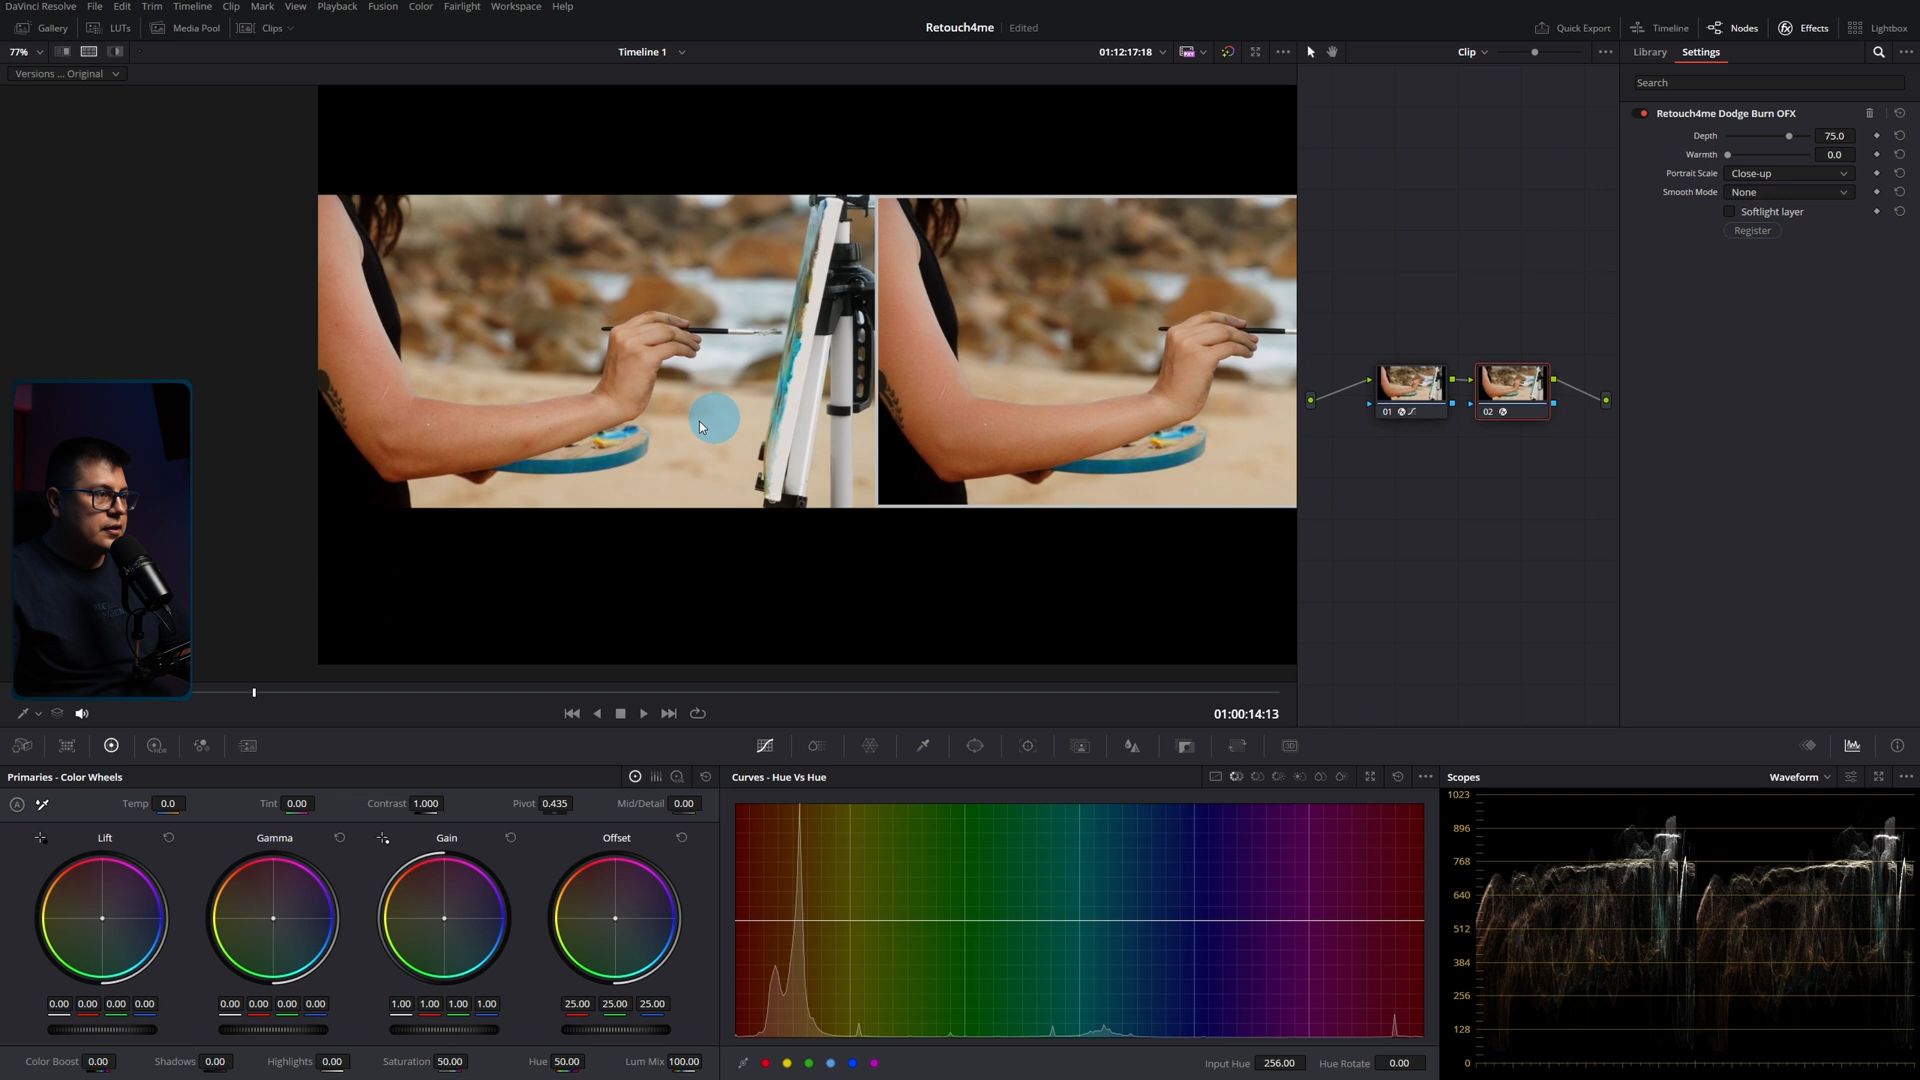 DaVinci Resolve File Edit Trim Timeline Clip Mark View Playback Fusion Color Fairlight Workspace Help
Gallery LUTs Media Pool Clips Retouch4me Edited Quick Export Timeline Nodes Effects Lightbox
77% Timeline 1 01:12:17:18 Clip Library Settings
Versions ... Original
Search
Retouch4me Dodge Burn OFX
Depth 75.0
Warmth 0.0
Portrait Scale Close-up
Smooth Mode None
Softlight layer
Register
01 02
01:00:14:13
Primaries - Color Wheels
Curves - Hue Vs Hue
Scopes Waveform
Temp 0.0 Tint 0.00 Contrast 1.000 Pivot 0.435 Mid/Detail 0.00
Lift Gamma Gain Offset
0.00 0.00 0.00 0.00 0.00 0.00 0.00 0.00 1.00 1.00 1.00 1.00 25.00 25.00 25.00
Color Boost 0.00 Shadows 0.00 Highlights 0.00 Saturation 50.00 Hue 50.00 Lum Mix 100.00
Input Hue 256.00 Hue Rotate 0.00
1023
896
768
640
512
384
256
128
0